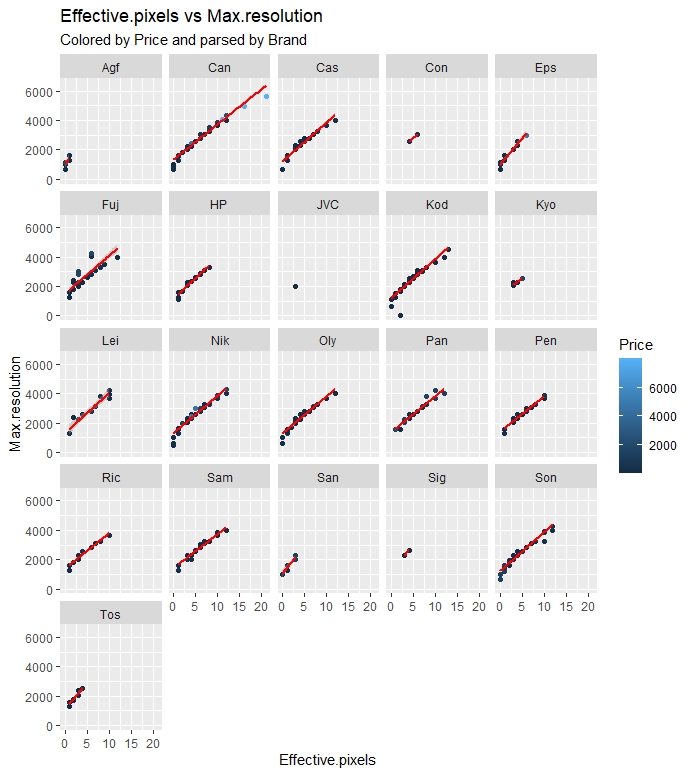 Effective.pixels vs Max.resolution
Colored by Price and parsed by Brand
Agf Can Cas Con Eps
6000
4000
2000
0
Fuj HP JVC Kod Kyo
6000
4000
2000
0
Lei Nik Oly Pan Pen
6000
4000
2000
0
Ric Sam San Sig Son
6000
4000
2000
0
0 5 10 15 20 0 5 10 15 20 0 5 10 15 20 0 5 10 15 20
Tos
6000
4000
2000
0
0 5 10 15 20
Max.resolution
Effective.pixels
Price
6000
4000
2000